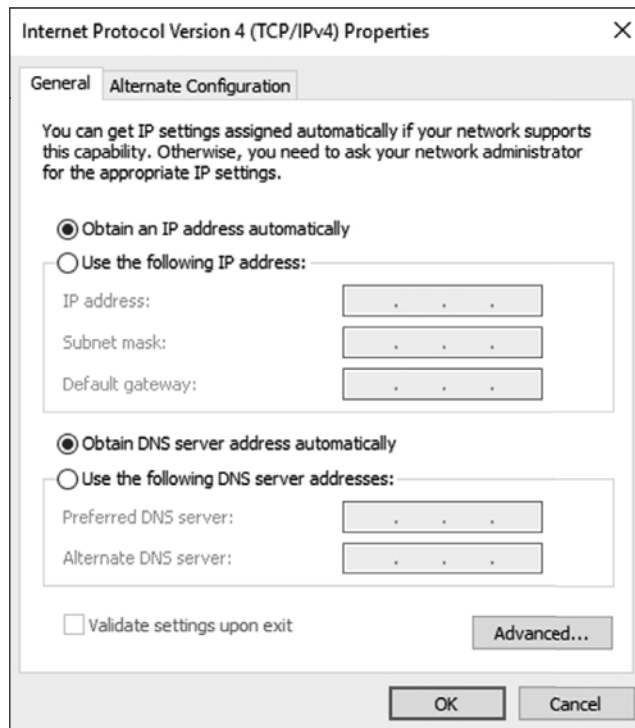 Internet Protocol Version 4 (TCP/IPv4) Properties
General
Alternate Configuration
You can get IP settings assigned automatically if your network supports
this capability. Otherwise, you need to ask your network administrator
for the appropriate IP settings.
Obtain an IP address automatically
Use the following IP address:
IP address:
Subnet mask:
Default gateway:
Obtain DNS server address automatically
Use the following DNS server addresses:
Preferred DNS server:
Alternate DNS server:
Validate settings upon exit
Advanced...
OK
Cancel